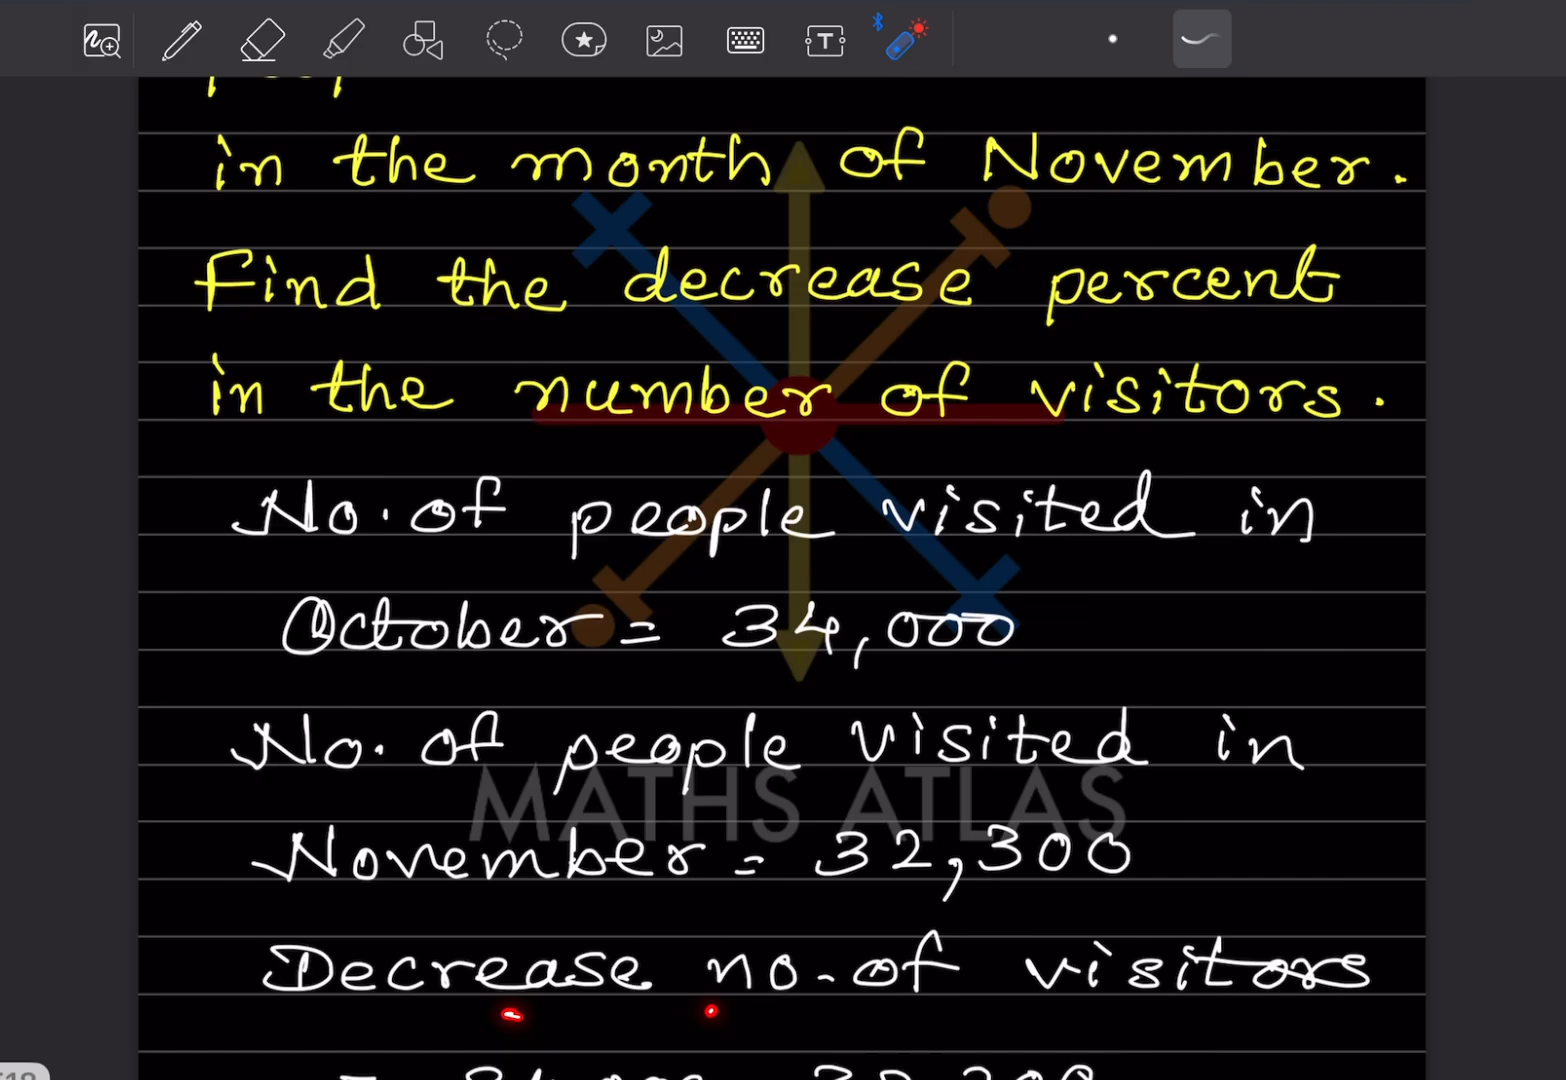 in the month of November.
Find the decrease percent
in the number of visitors.
No. of people visited in
October = 34,000
No. of people visited in
MATHS ATLAS
November = 32,300
Decrease no. of visitors